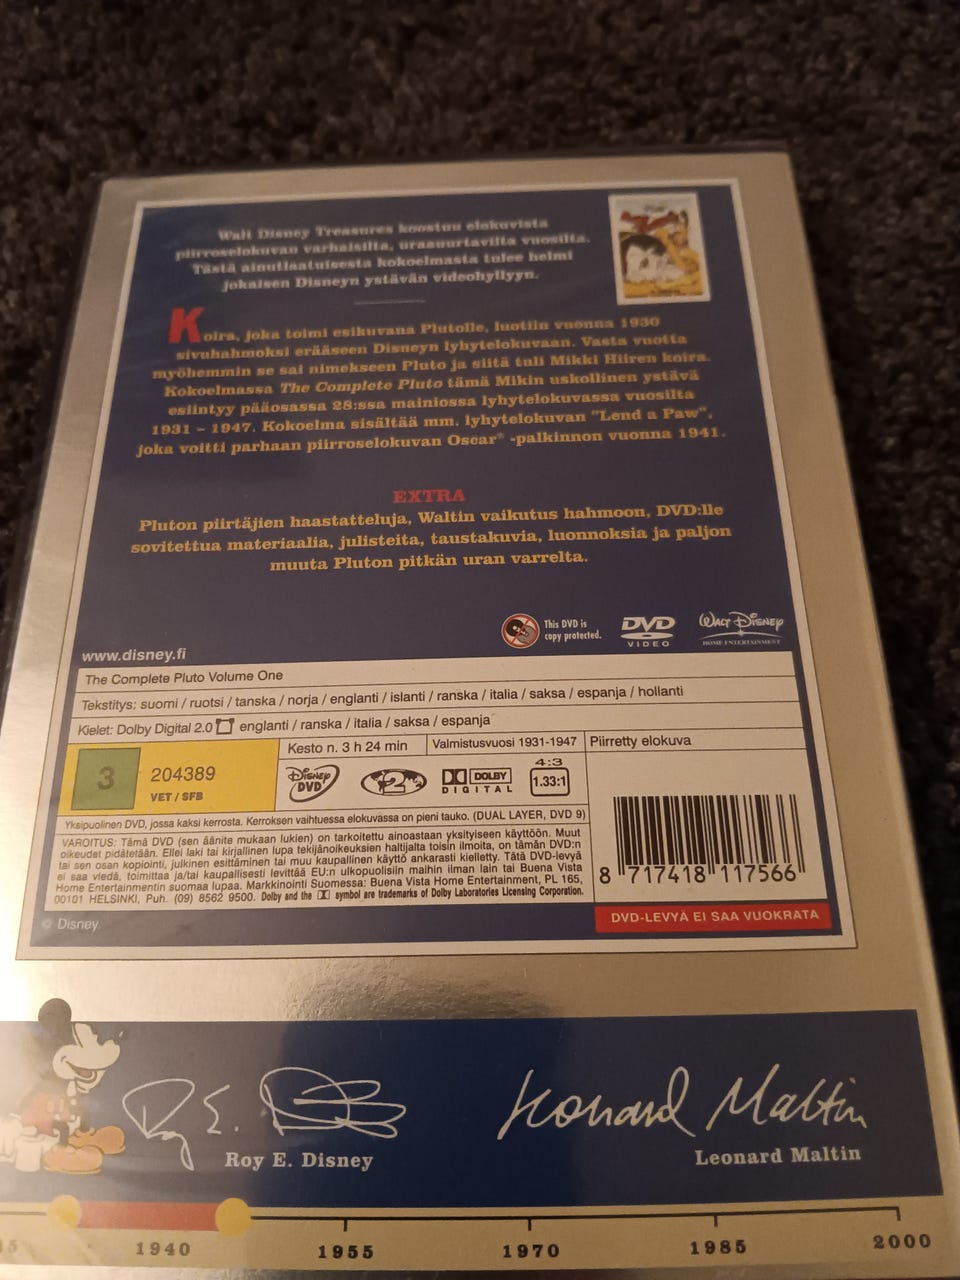 Walt Disney Treasures koostuu elokuvista
piirroselokuvan varhaisilta, uraauurtavilta vuosilta.
Tästä ainutlaatuisesta kokoelmasta tulee helmi
jokaisen Disneyn ystävän videohyllyyn.
Koira, joka toimi esikuvana Plutolle, luotiin vuonna 1930
sivuhahmoksi erääseen Disneyn lyhytelokuvaan. Vasta vuotta
myöhemmin se sai nimekseen Pluto ja siitä tuli Mikki Hiiren koira.
Kokoelmassa The Complete Pluto tämä Mikin uskollinen ystävä
esiintyy pääosassa 28:ssa mainiossa lyhytelokuvassa vuosilta
1931 - 1947. Kokoelma sisältää mm. lyhytelokuvan "Lend a Paw",
joka voitti parhaan piirroselokuvan Oscar® -palkinnon vuonna 1941.
EXTRA
Pluton piirtäjien haastatteluja, Waltin vaikutus hahmoon, DVD:lle
sovitettua materiaalia, julisteita, taustakuvia, luonnoksia ja paljon
muuta Pluton pitkän uran varrelta.
This DVD is
copy protected.
DVD
VIDEO
WALT DISNEY
HOME ENTERTAINMENT
www.disney.fi
The Complete Pluto Volume One
Tekstitys: suomi / ruotsi / tanska / norja / englanti / islanti / ranska / italia / saksa / espanja / hollanti
Kielet: Dolby Digital 2.0 englanti / ranska / italia / saksa / espanja
3
204389
VET / SFB
Kesto n. 3 h 24 min
Valmistusvuosi 1931-1947
Piirretty elokuva
Disney
DVD
2
DOLBY
DIGITAL
4:3
1.33:1
Yksipuolinen DVD, jossa kaksi kerrosta. Kerroksen vaihtuessa elokuvassa on pieni tauko. (DUAL LAYER, DVD 9)
VAROITUS: Tämä DVD (sen äänite mukaan lukien) on tarkoitettu ainoastaan yksityiseen käyttöön. Muut
oikeudet pidätetään. Ellei laki tai kirjallinen lupa tekijänoikeuksien haltijalta toisin ilmoita, on tämän DVD:n
tai sen osan kopiointi, julkinen esittäminen tai muu kaupallinen käyttö ankarasti kielletty. Tätä DVD-levyä
ei saa viedä, toimittaa ja/tai kaupallisesti levittää EU:n ulkopuolisiin maihin ilman lain tai Buena Vista
Home Entertainmentin suomaa lupaa. Markkinointi Suomessa: Buena Vista Home Entertainment, PL 165,
00101 HELSINKI, Puh. (09) 8562 9500. Dolby and the symbol are trademarks of Dolby Laboratories Licensing Corporation.
8 717418 117566
DVD-LEVYÄ EI SAA VUOKRATA
© Disney
Roy E. Disney
Leonard Maltin
Roy E. Disney
Leonard Maltin
1940
1955
1970
1985
2000